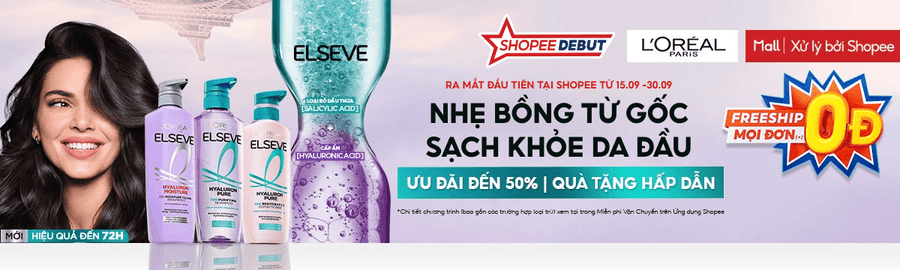 ELSEVE
LOẠI BỎ DẦU THỪA
[SALICYLIC ACID]
CẤP ẨM
[HYALURONIC ACID]
SHOPEE DEBUT
L'ORÉAL
PARIS
Mall | Xử lý bởi Shopee
RA MẮT ĐẦU TIÊN TẠI SHOPEE TỪ 15.09 -30.09
NHẸ BỒNG TỪ GỐC
SẠCH KHỎE DA ĐẦU
ƯU ĐÃI ĐẾN 50% | QUÀ TẶNG HẤP DẪN
FREESHIP
MỌI ĐƠN(*)
0Đ
ELSEVE
HYALURON
MOISTURE
ELSEVE
HYALURON
PURE
ELSEVE
HYALURON
PURE
MỚI HIỆU QUẢ ĐẾN 72H